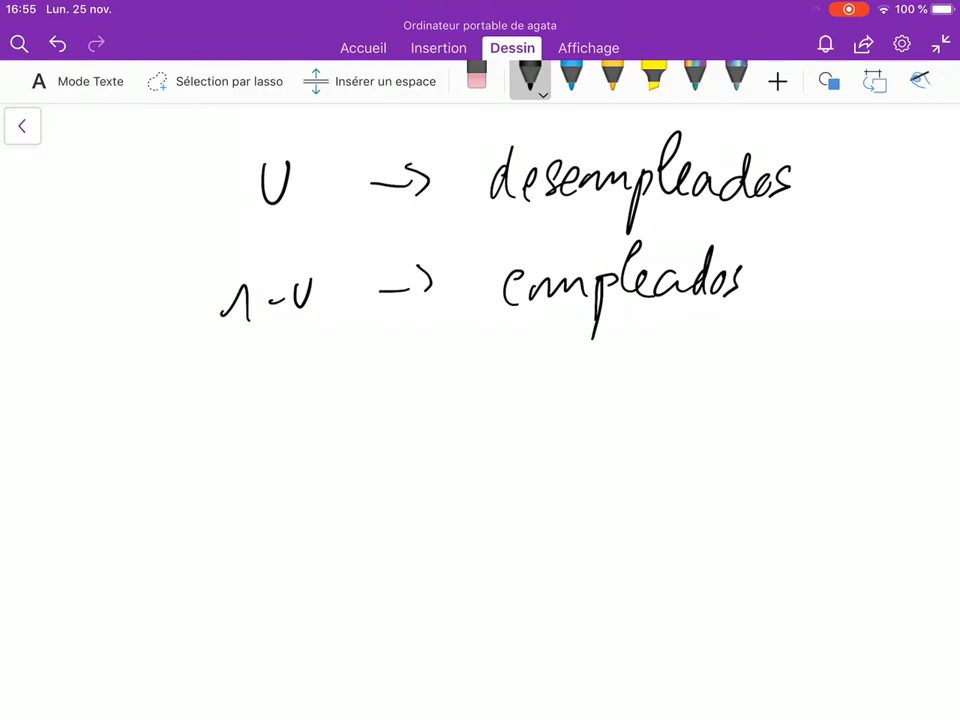 16:55 Lun. 25 nov. 100 %
Ordinateur portable de agata
Accueil Insertion Dessin Affichage
A Mode Texte Sélection par lasso Insérer un espace
U → desempleados
1-U → empleados